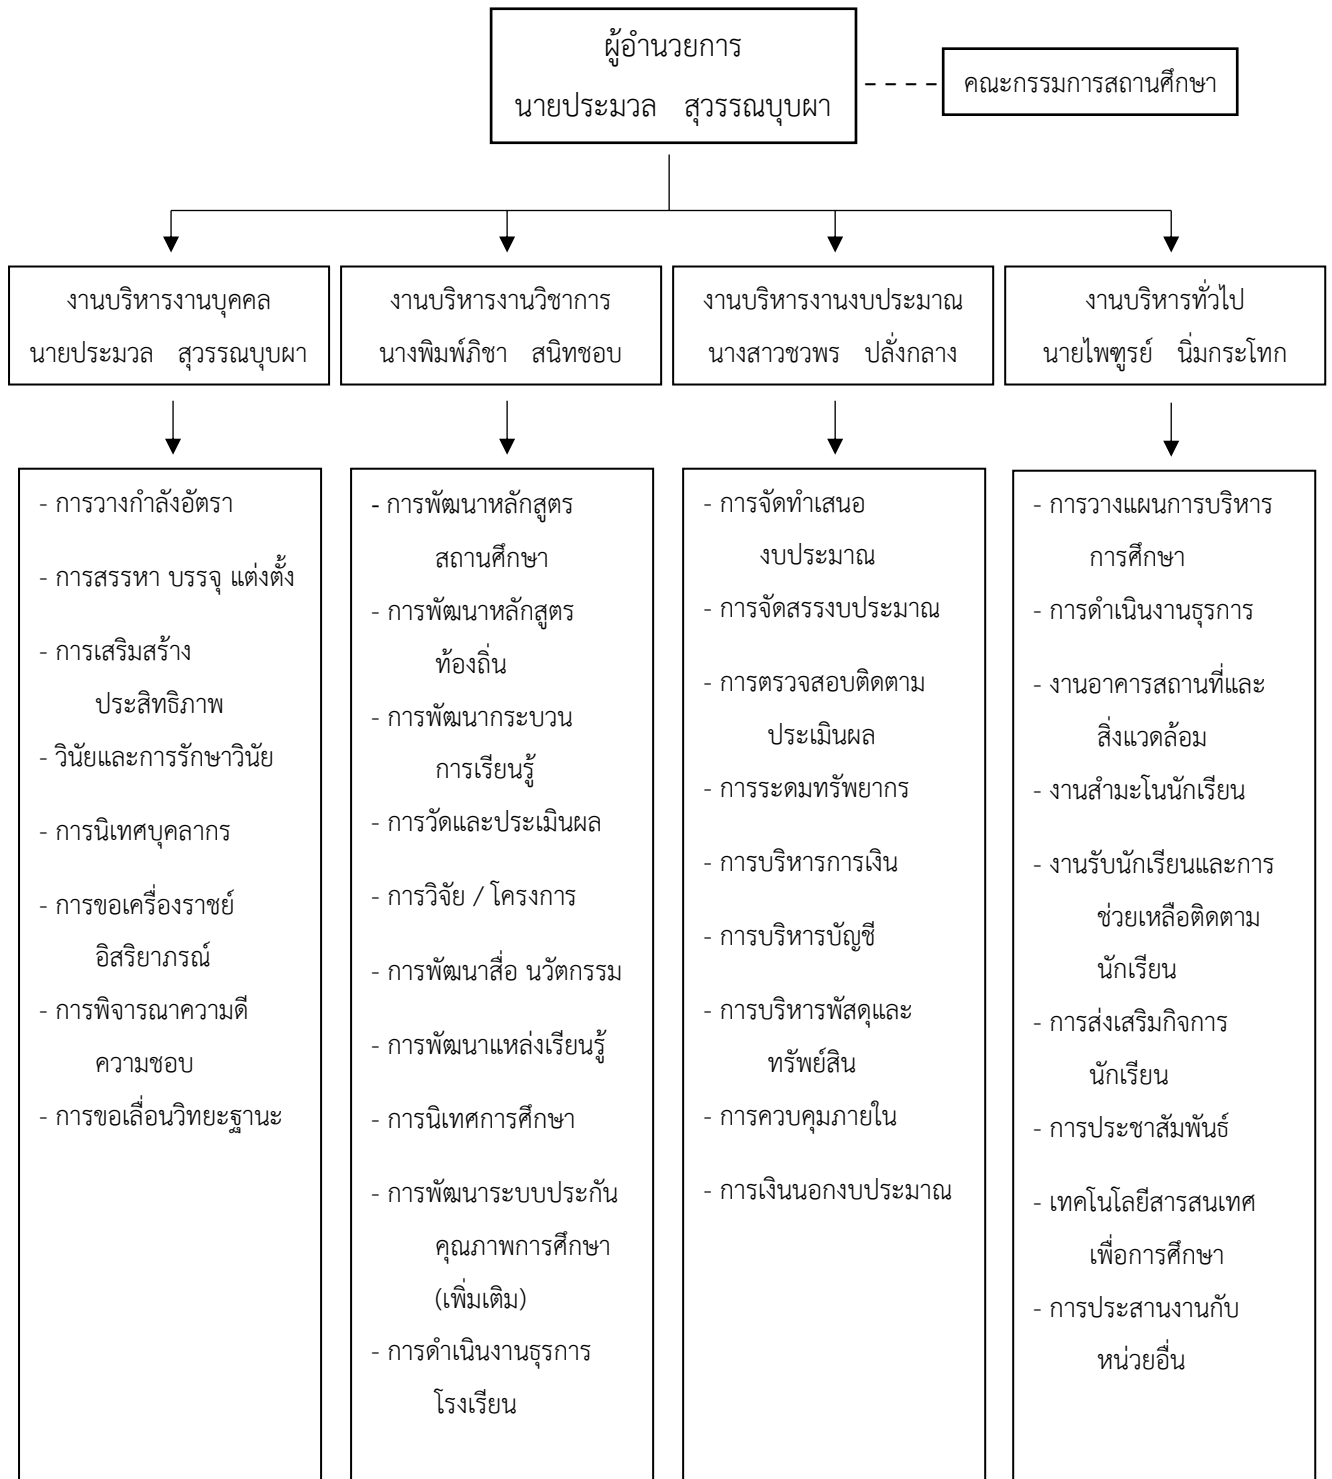 ผู้อำนวยการ
นายประมวล สุวรรณบุบผา
คณะกรรมการสถานศึกษา
งานบริหารงานบุคคล
นายประมวล สุวรรณบุบผา
งานบริหารงานวิชาการ
นางพิมพ์ภิชา สนิทชอบ
งานบริหารงานงบประมาณ
นางสาวชวพร ปลั่งกลาง
งานบริหารทั่วไป
นายไพฑูรย์ นิ่มกระโทก
- การวางกำลังอัตรา
- การสรรหา บรรจุ แต่งตั้ง
- การเสริมสร้าง
ประสิทธิภาพ
- วินัยและการรักษาวินัย
- การนิเทศบุคลากร
- การขอเครื่องราชย์
อิสริยาภรณ์
- การพิจารณาความดี
ความชอบ
- การขอเลื่อนวิทยะฐานะ
- การพัฒนาหลักสูตร
สถานศึกษา
- การพัฒนาหลักสูตร
ท้องถิ่น
- การพัฒนากระบวน
การเรียนรู้
- การวัดและประเมินผล
- การวิจัย / โครงการ
- การพัฒนาสื่อ นวัตกรรม
- การพัฒนาแหล่งเรียนรู้
- การนิเทศการศึกษา
- การพัฒนาระบบประกัน
คุณภาพการศึกษา
(เพิ่มเติม)
- การดำเนินงานธุรการ
โรงเรียน
- การจัดทำเสนอ
งบประมาณ
- การจัดสรรงบประมาณ
- การตรวจสอบติดตาม
ประเมินผล
- การระดมทรัพยากร
- การบริหารการเงิน
- การบริหารบัญชี
- การบริหารพัสดุและ
ทรัพย์สิน
- การควบคุมภายใน
- การเงินนอกงบประมาณ
- การวางแผนการบริหาร
การศึกษา
- การดำเนินงานธุรการ
- งานอาคารสถานที่และ
สิ่งแวดล้อม
- งานสำมะโนนักเรียน
- งานรับนักเรียนและการ
ช่วยเหลือติดตาม
นักเรียน
- การส่งเสริมกิจการ
นักเรียน
- การประชาสัมพันธ์
- เทคโนโลยีสารสนเทศ
เพื่อการศึกษา
- การประสานงานกับ
หน่วยอื่น